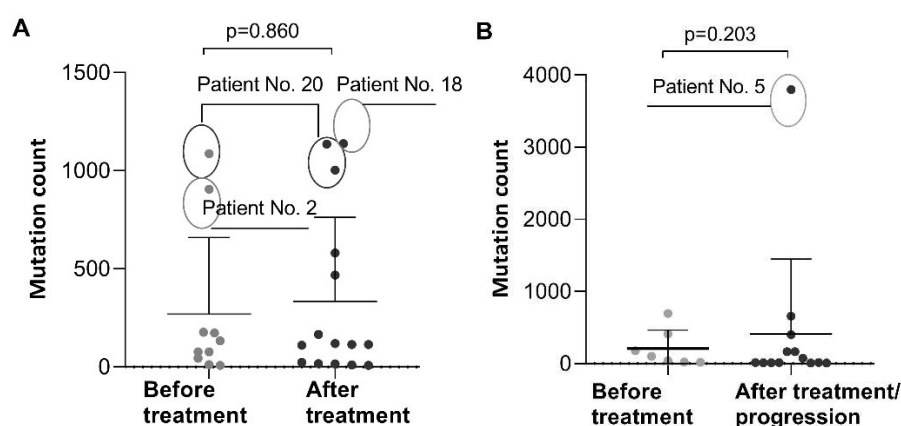 A
p=0.860
1500
1000
500
0
Mutation count
Patient No. 20
Patient No. 18
Patient No. 2
Before
treatment
After
treatment
B
p=0.203
4000
3000
2000
1000
0
Mutation count
Patient No. 5
Before
treatment
After treatment/
progression